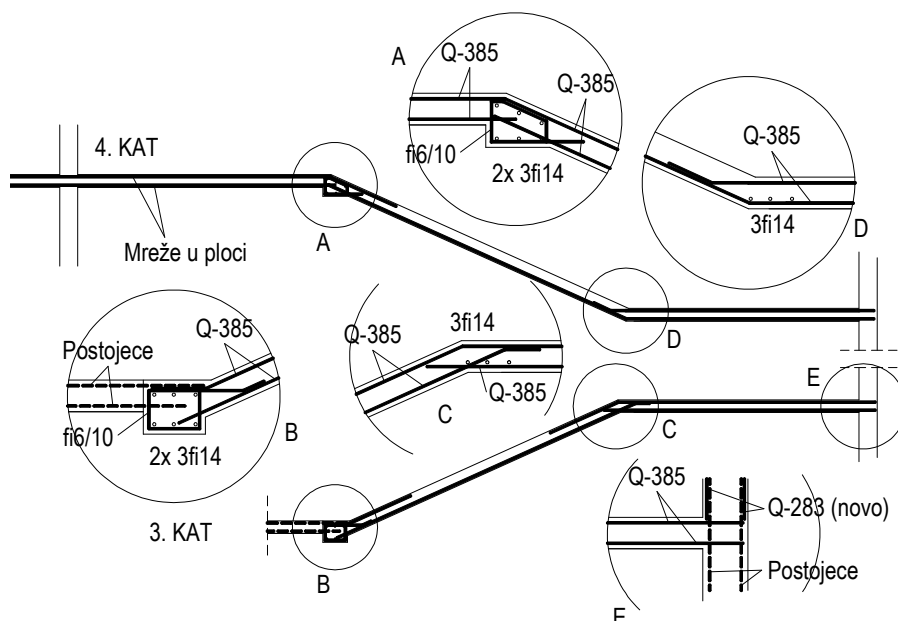 A
Q-385
Q-385
fi6/10
2x 3fi14
Q-385
3fi14
D
4. KAT
Mreže u ploci
A
D
Postojece
Q-385
fi6/10
2x 3fi14
B
Q-385
3fi14
Q-385
C
E
C
3. KAT
B
Q-385
Q-283 (novo)
Postojece
E